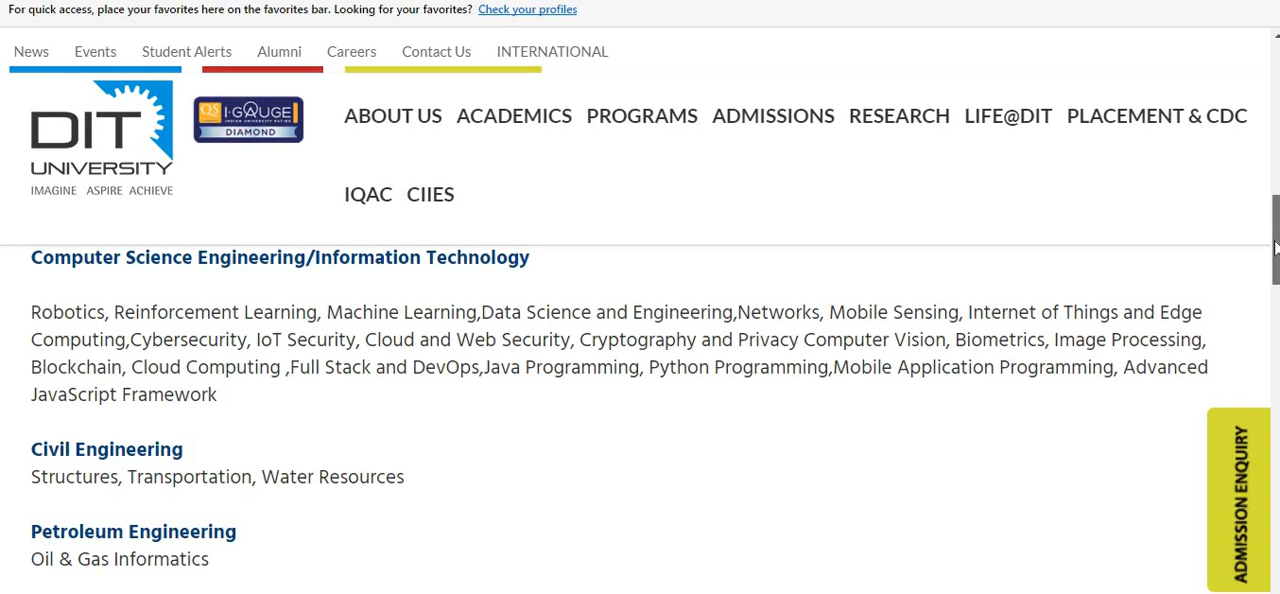 For quick access, place your favorites here on the favorites bar. Looking for your favorites? Check your profiles
News Events Student Alerts Alumni Careers Contact Us INTERNATIONAL
DIT
UNIVERSITY
IMAGINE ASPIRE ACHIEVE
QS I·GAUGE
INDIAN UNIVERSITY RATING
DIAMOND
ABOUT US ACADEMICS PROGRAMS ADMISSIONS RESEARCH LIFE@DIT PLACEMENT & CDC
IQAC CIIES
Computer Science Engineering/Information Technology
Robotics, Reinforcement Learning, Machine Learning,Data Science and Engineering,Networks, Mobile Sensing, Internet of Things and Edge
Computing,Cybersecurity, IoT Security, Cloud and Web Security, Cryptography and Privacy Computer Vision, Biometrics, Image Processing,
Blockchain, Cloud Computing ,Full Stack and DevOps,Java Programming, Python Programming,Mobile Application Programming, Advanced
JavaScript Framework
Civil Engineering
Structures, Transportation, Water Resources
Petroleum Engineering
Oil & Gas Informatics
ADMISSION ENQUIRY